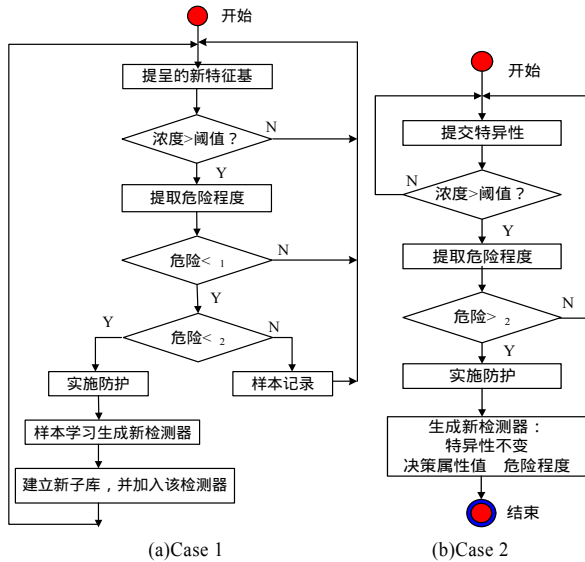 开始
提呈的新特征基
浓度>阈值？
N
Y
提取危险程度
危险< 1
N
Y
危险< 2
Y
N
实施防护
样本记录
样本学习生成新检测器
建立新子库，并加入该检测器
(a)Case 1
开始
提交特异性
N
浓度>阈值？
Y
提取危险程度
危险> 2
N
Y
实施防护
生成新检测器：
特异性不变
决策属性值 危险程度
结束
(b)Case 2